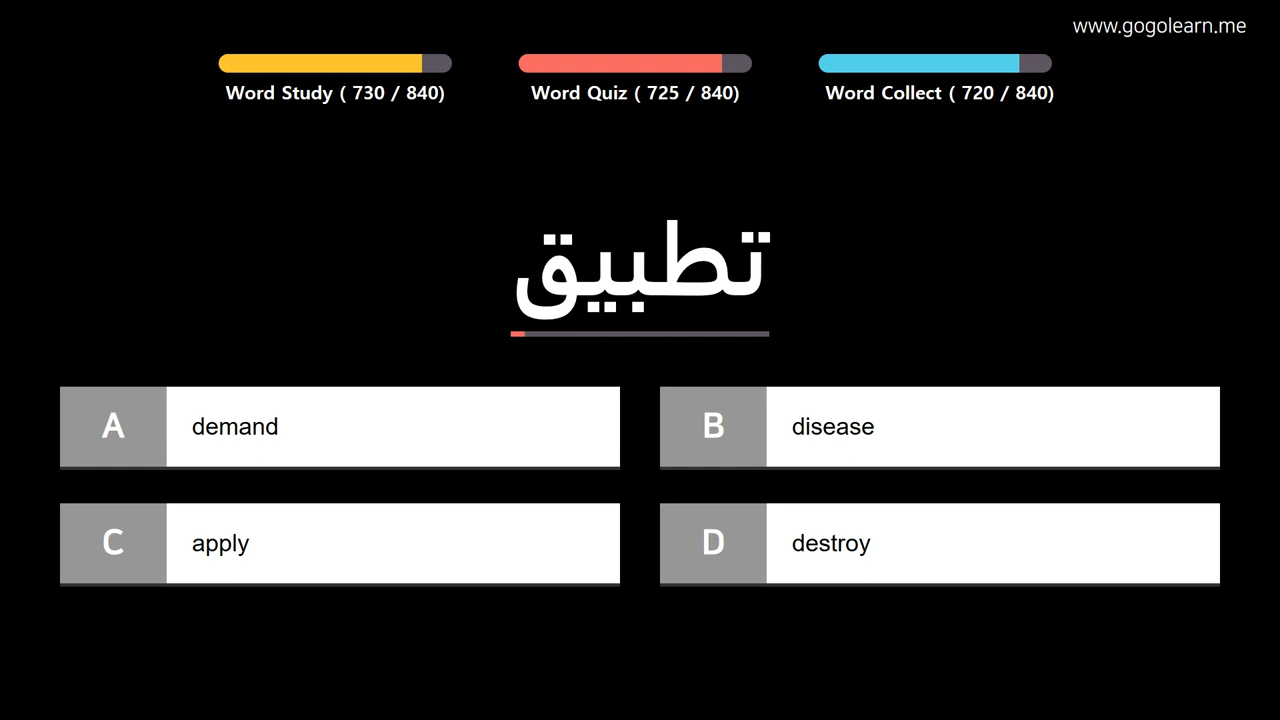 www.gogolearn.me
Word Study ( 730 / 840)
Word Quiz ( 725 / 840)
Word Collect ( 720 / 840)
تطبيق
A demand
B disease
C apply
D destroy